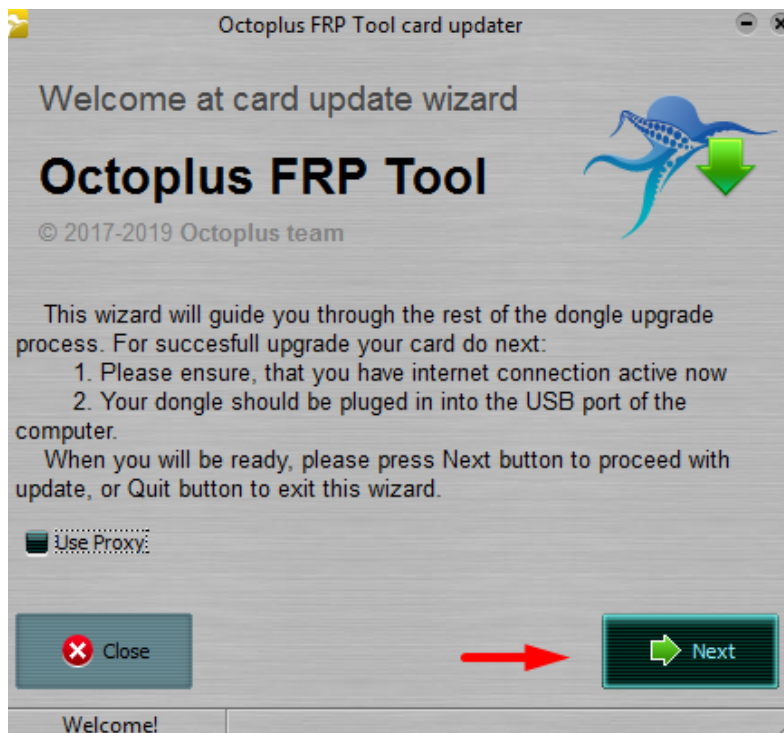 Octoplus FRP Tool card updater
Welcome at card update wizard
Octoplus FRP Tool
© 2017-2019 Octoplus team
This wizard will guide you through the rest of the dongle upgrade
process. For succesfull upgrade your card do next:
1. Please ensure, that you have internet connection active now
2. Your dongle should be pluged in into the USB port of the
computer.
When you will be ready, please press Next button to proceed with
update, or Quit button to exit this wizard.
Use Proxy
Close
Next
Welcome!